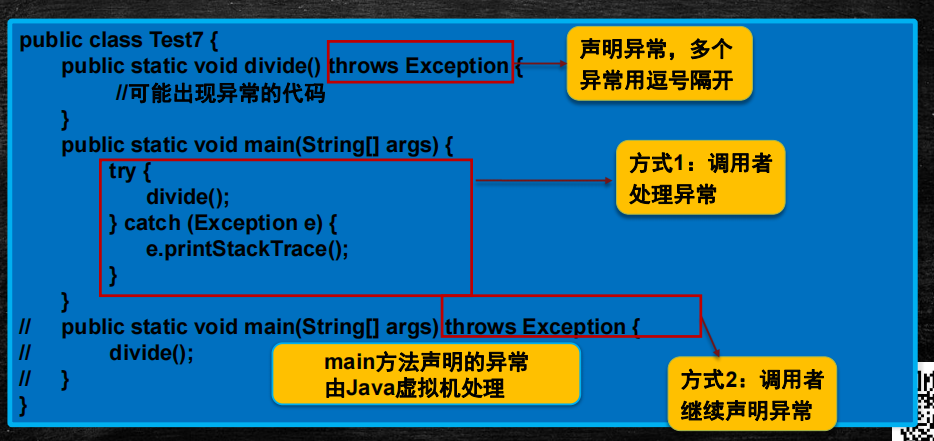 public class Test7 {
public static void divide() throws Exception {
//可能出现异常的代码
}
public static void main(String[] args) {
try {
divide();
} catch (Exception e) {
e.printStackTrace();
}
}
// public static void main(String[] args) throws Exception {
// divide();
// }
}
声明异常，多个
异常用逗号隔开
方式1：调用者
处理异常
main方法声明的异常
由Java虚拟机处理
方式2：调用者
继续声明异常